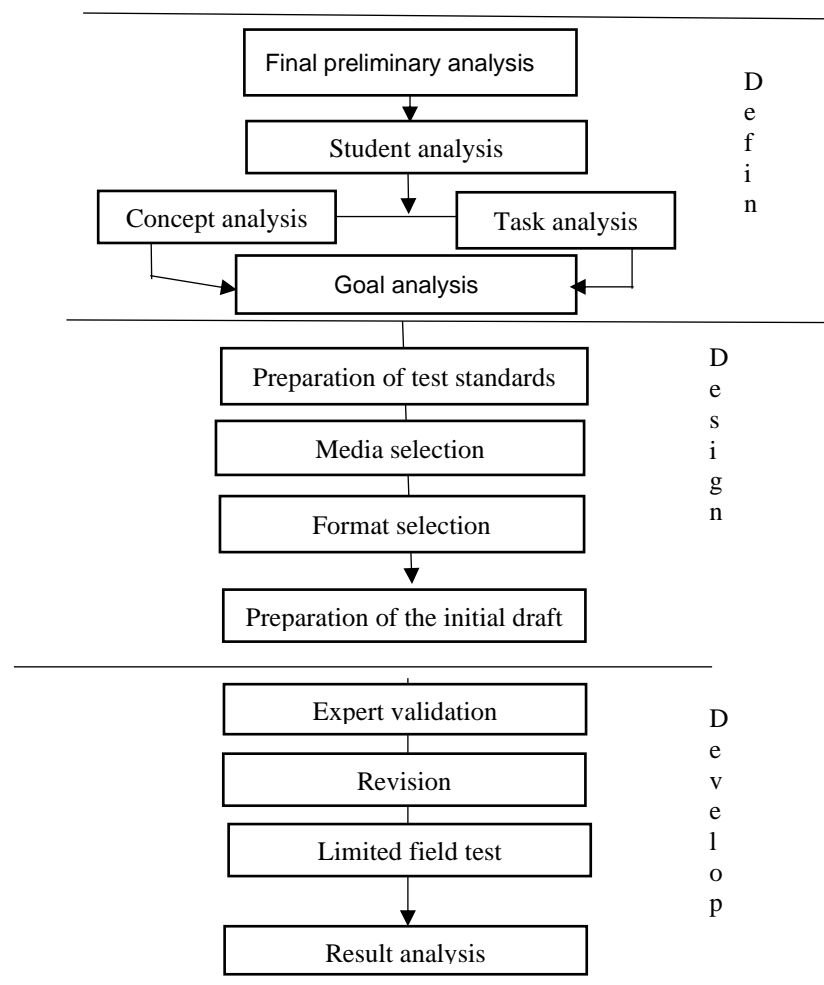 Final preliminary analysis
Student analysis
Concept analysis
Task analysis
Goal analysis
D
e
f
i
n
Preparation of test standards
Media selection
Format selection
Preparation of the initial draft
D
e
s
i
g
n
Expert validation
Revision
Limited field test
Result analysis
D
e
v
e
l
o
p